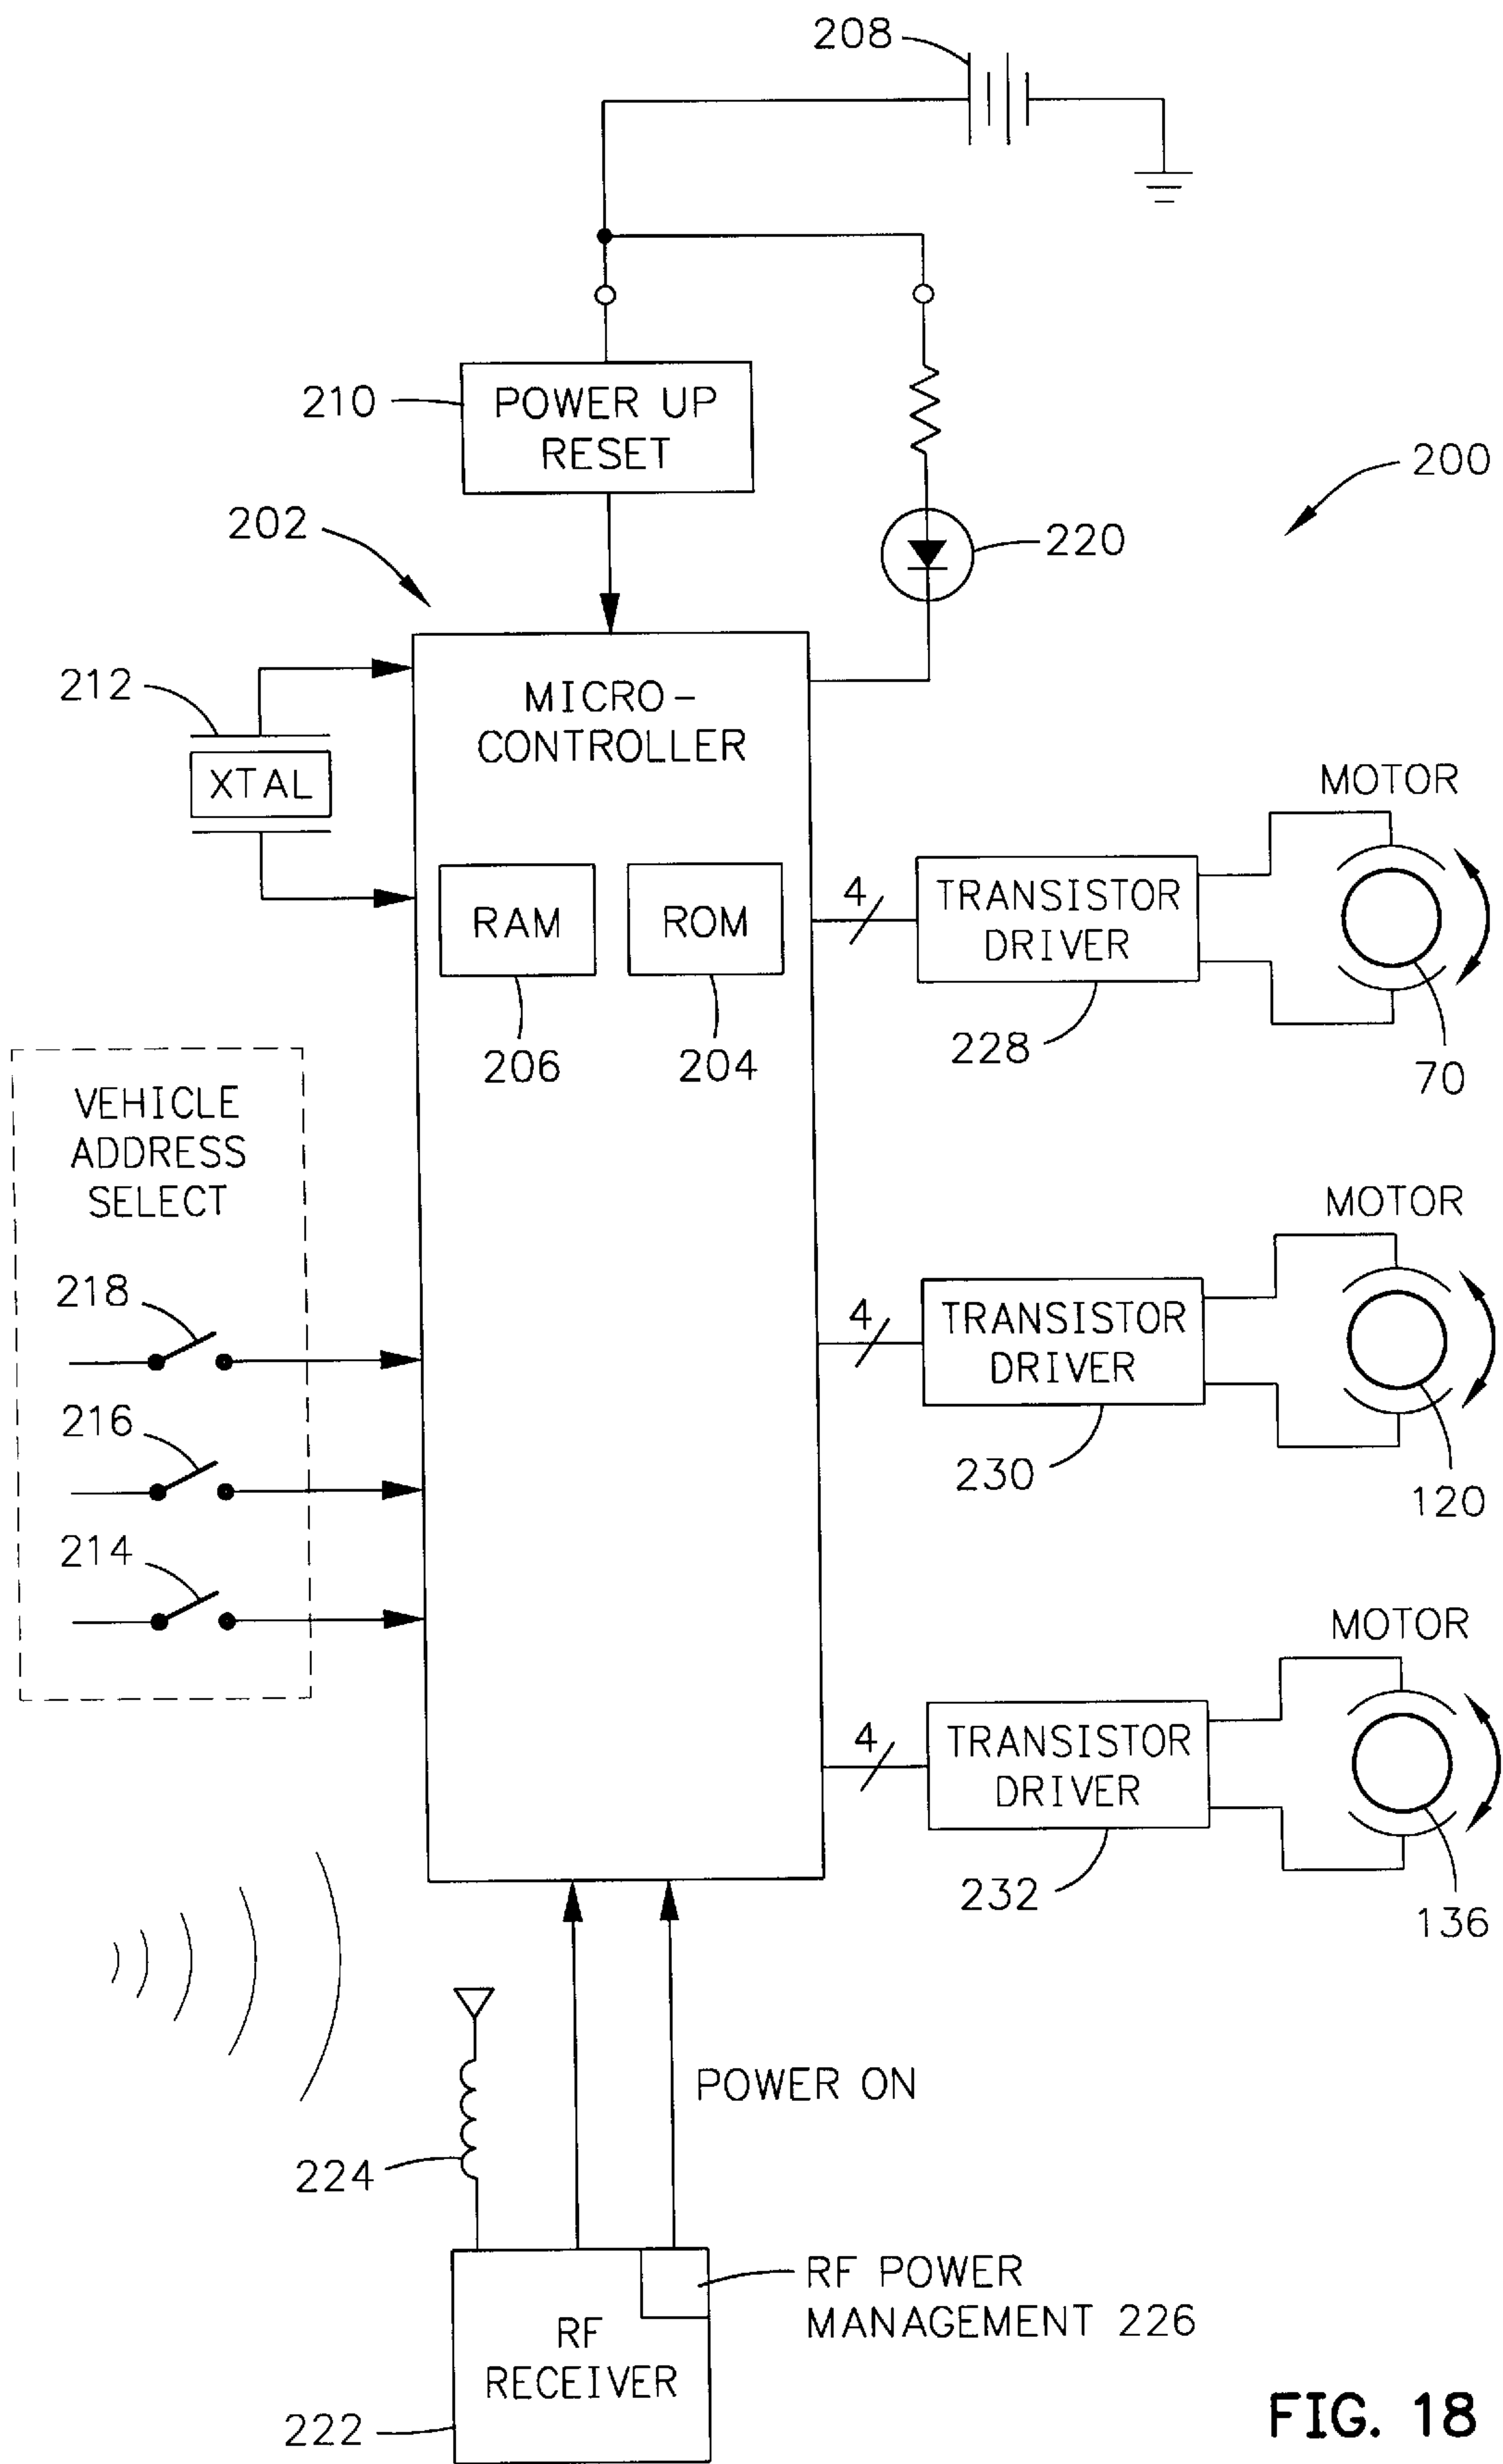 208
210
POWER UP
RESET
200
202
220
212
XTAL
MICRO-
CONTROLLER
MOTOR
RAM
ROM
4
TRANSISTOR
DRIVER
206
204
228
70
VEHICLE
ADDRESS
SELECT
MOTOR
218
4
TRANSISTOR
DRIVER
216
230
120
214
MOTOR
4
TRANSISTOR
DRIVER
232
136
POWER ON
224
RF POWER
MANAGEMENT 226
RF
RECEIVER
222
FIG. 18